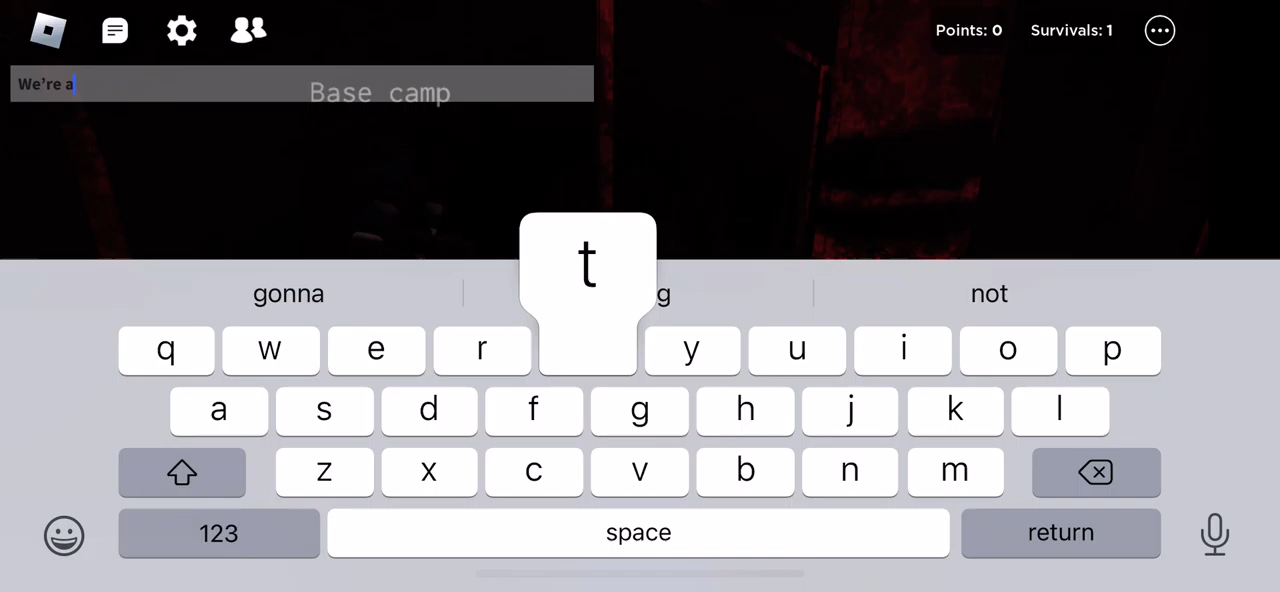 Points: 0 Survivals: 1
We're a
Base camp
t
gonna g not
q w e r y u i o p
a s d f g h j k l
z x c v b n m
123 space return